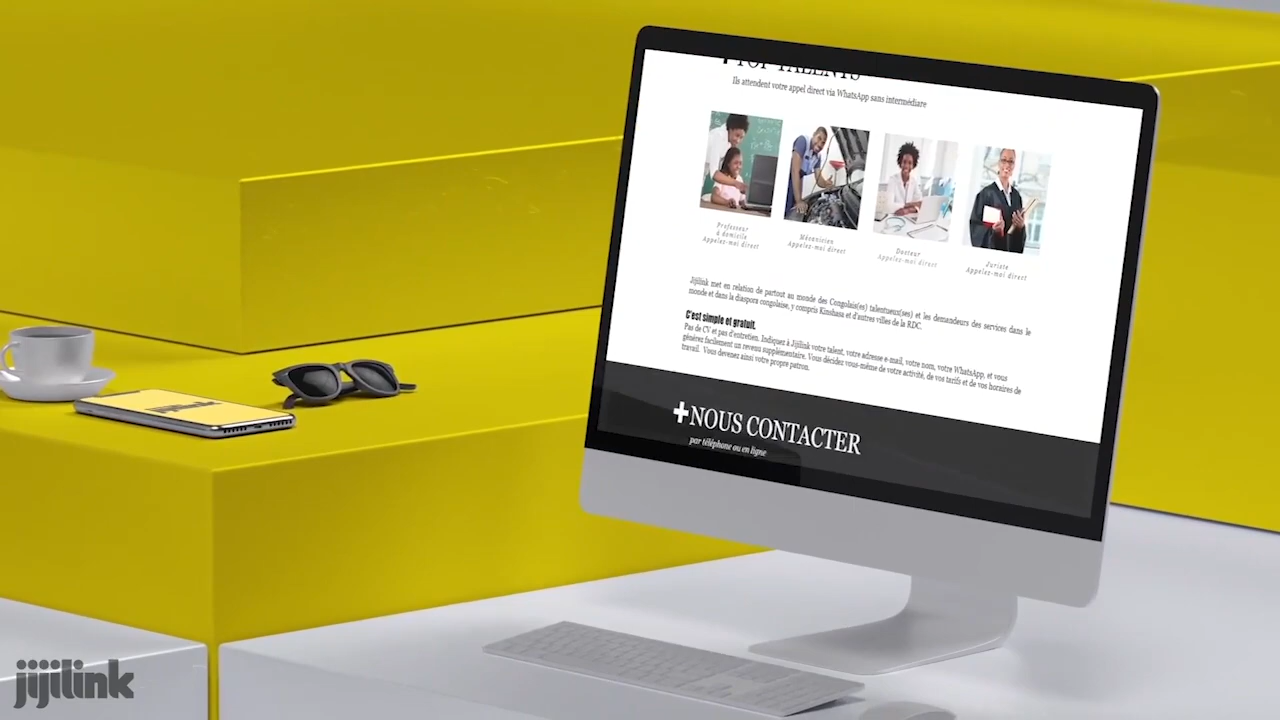 +TOP TALENTS
Ils attendent votre appel direct via WhatsApp sans intermédiare
Professeur
à domicile
Appelez-moi direct
Mécanicien
Appelez-moi direct
Docteur
Appelez-moi direct
Juriste
Appelez-moi direct
Jijilink met en relation de partout au monde des Congolais(es) talentueux(ses) et les demandeurs des services dans le
monde et dans la diaspora congolaise, y compris Kinshasa et d'autres villes de la RDC.
C'est simple et gratuit.
Pas de CV et pas d'entretien. Indiquez à Jijilink votre talent, votre adresse e-mail, votre nom, votre WhatsApp, et vous
générez facilement un revenu supplémentaire. Vous décidez vous-même de votre activité, de vos tarifs et de vos horaires de
travail. Vous devenez ainsi votre propre patron.
+NOUS CONTACTER
par téléphone ou en ligne
jijilink
jijilink